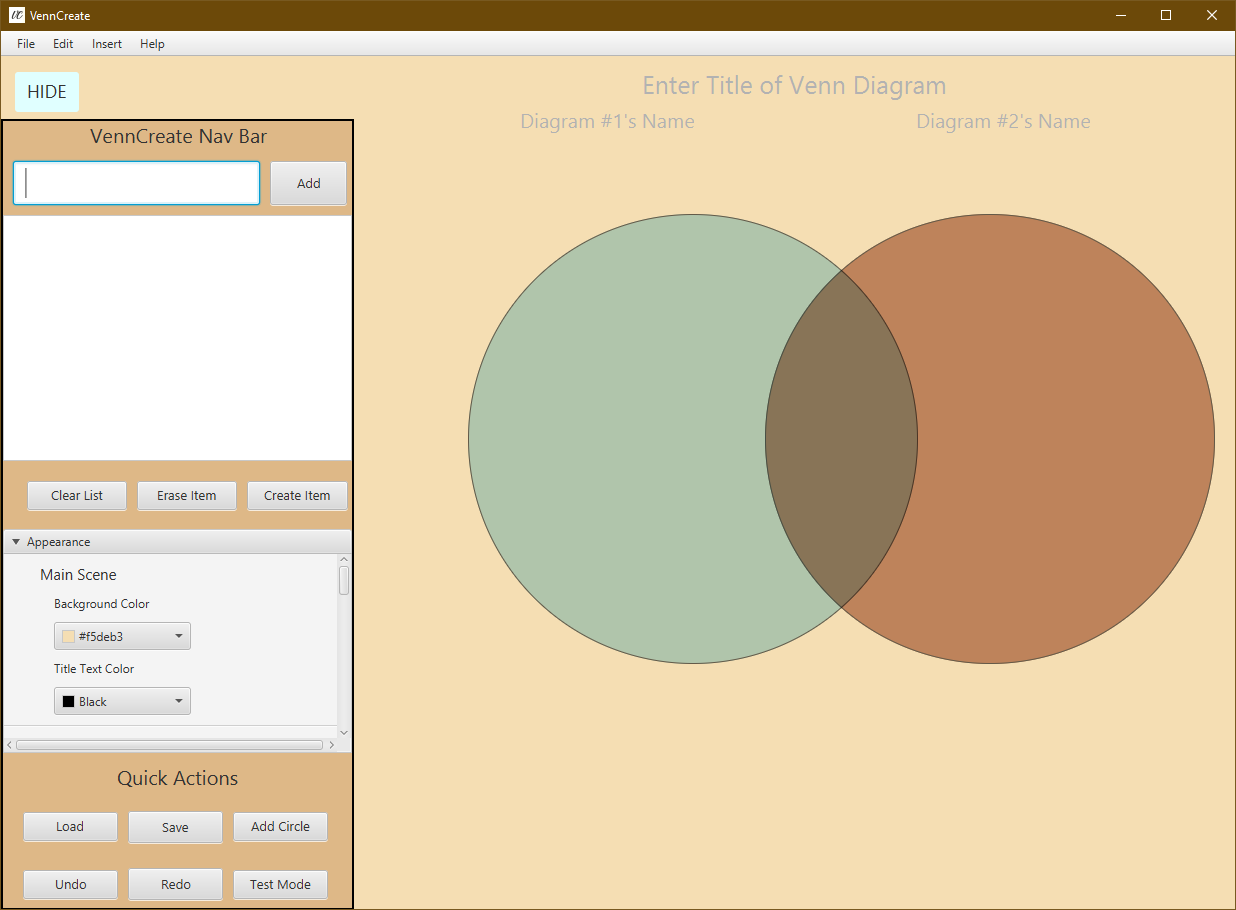 VC VennCreate
File Edit Insert Help
HIDE
Enter Title of Venn Diagram
Diagram #1's Name Diagram #2's Name
VennCreate Nav Bar
Add
Clear List Erase Item Create Item
Appearance
Main Scene
Background Color
#f5deb3
Title Text Color
Black
Quick Actions
Load Save Add Circle
Undo Redo Test Mode